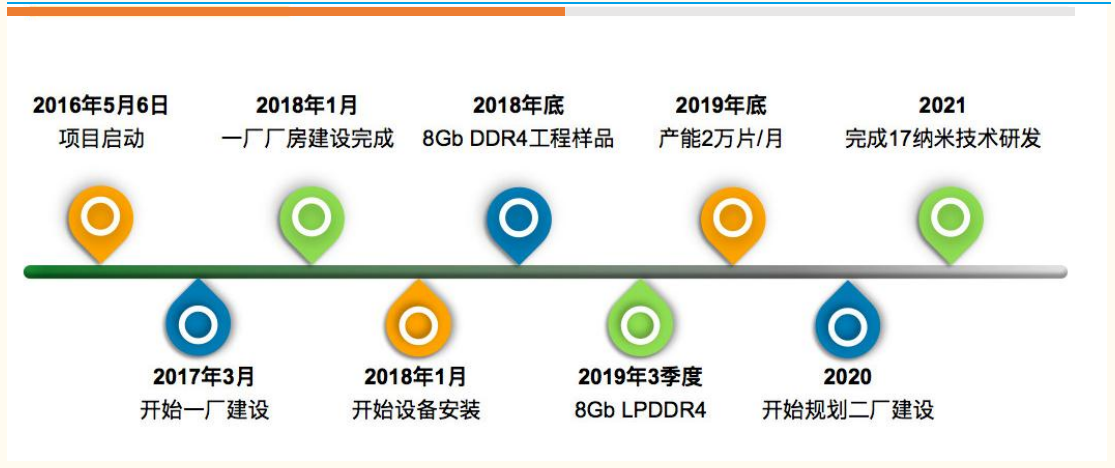 2016年5月6日
项目启动
2018年1月
一厂厂房建设完成
2018年底
8Gb DDR4工程样品
2019年底
产能2万片/月
2021
完成17纳米技术研发
2017年3月
开始一厂建设
2018年1月
开始设备安装
2019年3季度
8Gb LPDDR4
2020
开始规划二厂建设